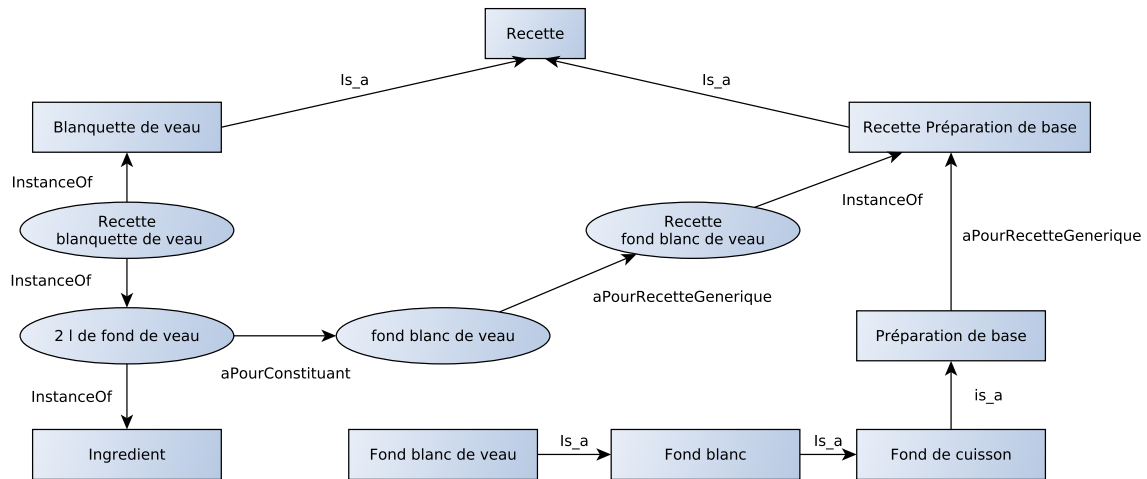 Recette
Is_a
Is_a
Blanquette de veau
Recette Préparation de base
InstanceOf
InstanceOf
Recette
blanquette de veau
Recette
fond blanc de veau
aPourRecetteGenerique
InstanceOf
aPourRecetteGenerique
2 l de fond de veau
fond blanc de veau
Préparation de base
aPourConstituant
InstanceOf
is_a
Ingredient
Fond blanc de veau
Is_a
Fond blanc
Is_a
Fond de cuisson